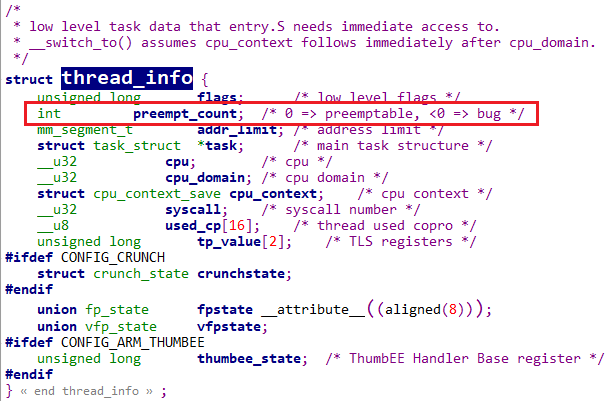 /*
 * low level task data that entry.S needs immediate access to.
 * __switch_to() assumes cpu_context follows immediately after cpu_domain.
 */
struct thread_info {
unsigned long flags; /* low level flags */
int preempt_count; /* 0 => preemptable, <0 => bug */
mm_segment_t addr_limit; /* address limit */
struct task_struct *task; /* main task structure */
__u32 cpu; /* cpu */
__u32 cpu_domain; /* cpu domain */
struct cpu_context_save cpu_context; /* cpu context */
__u32 syscall; /* syscall number */
__u8 used_cp[16]; /* thread used copro */
unsigned long tp_value[2]; /* TLS registers */
#ifdef CONFIG_CRUNCH
struct crunch_state crunchstate;
#endif
union fp_state fpstate __attribute__((aligned(8)));
union vfp_state vfpstate;
#ifdef CONFIG_ARM_THUMBEE
unsigned long thumbee_state; /* ThumbEE Handler Base register */
#endif
} « end thread_info » ;